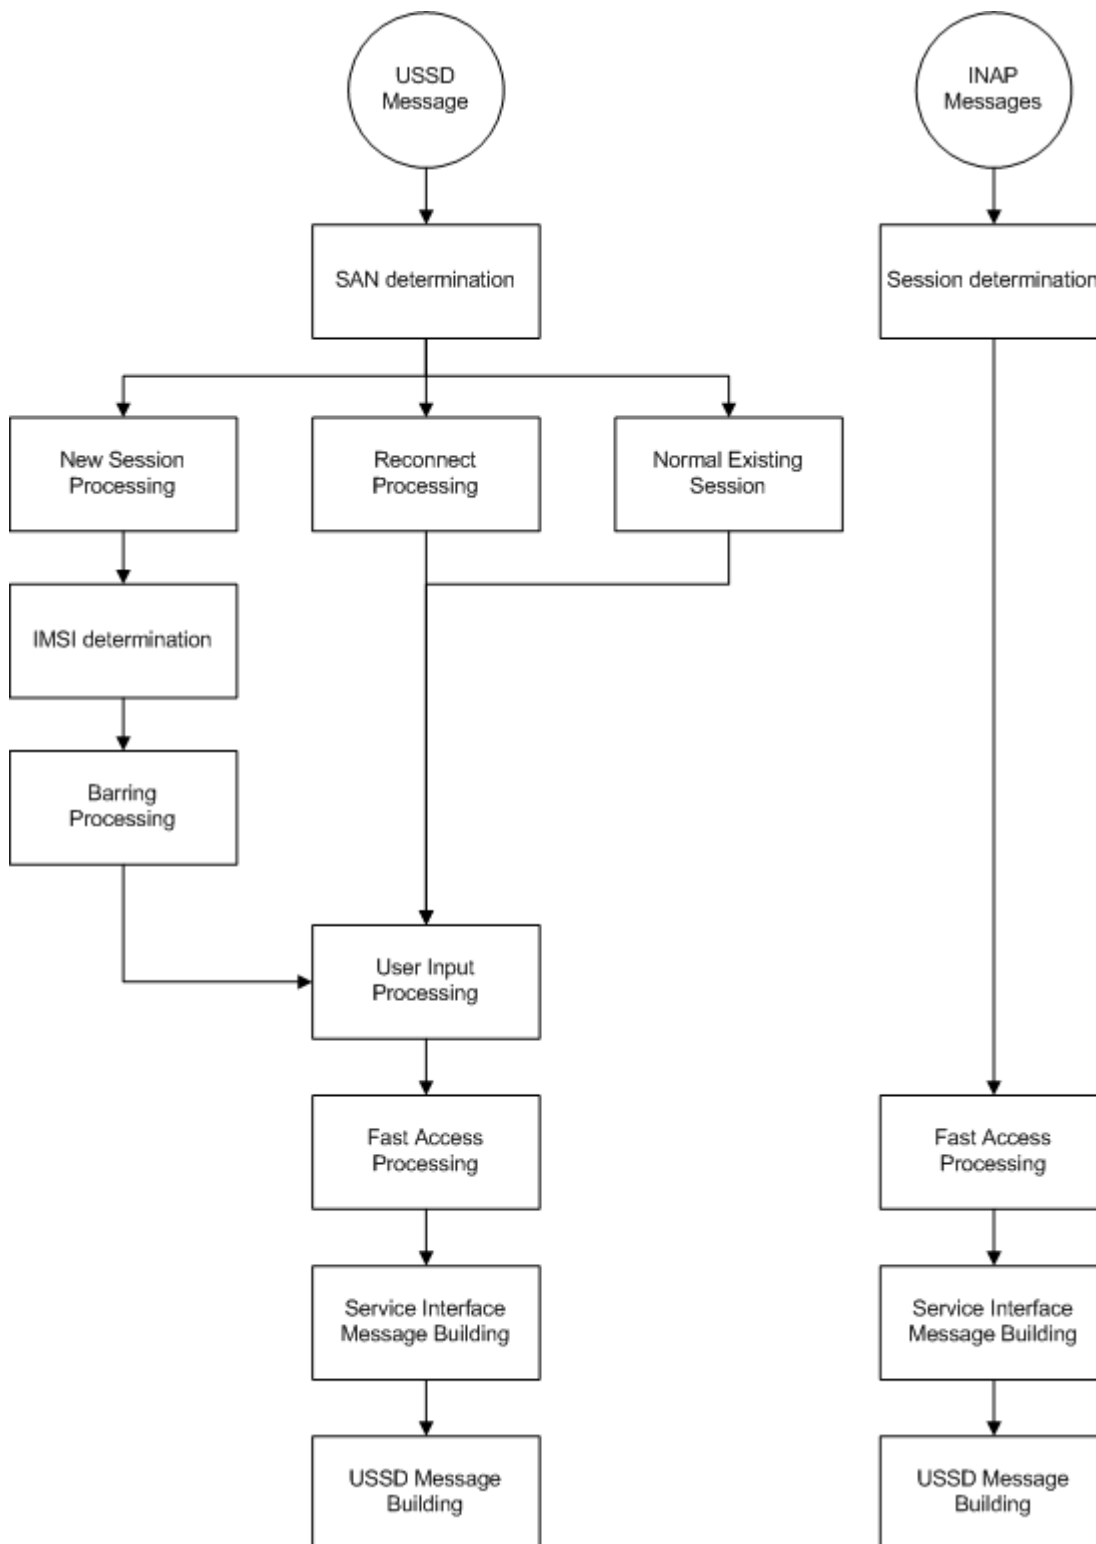 USSD
Message
INAP
Messages
SAN determination
Session determination
New Session
Processing
Reconnect
Processing
Normal Existing
Session
IMSI determination
Barring
Processing
User Input
Processing
Fast Access
Processing
Fast Access
Processing
Service Interface
Message Building
Service Interface
Message Building
USSD Message
Building
USSD Message
Building